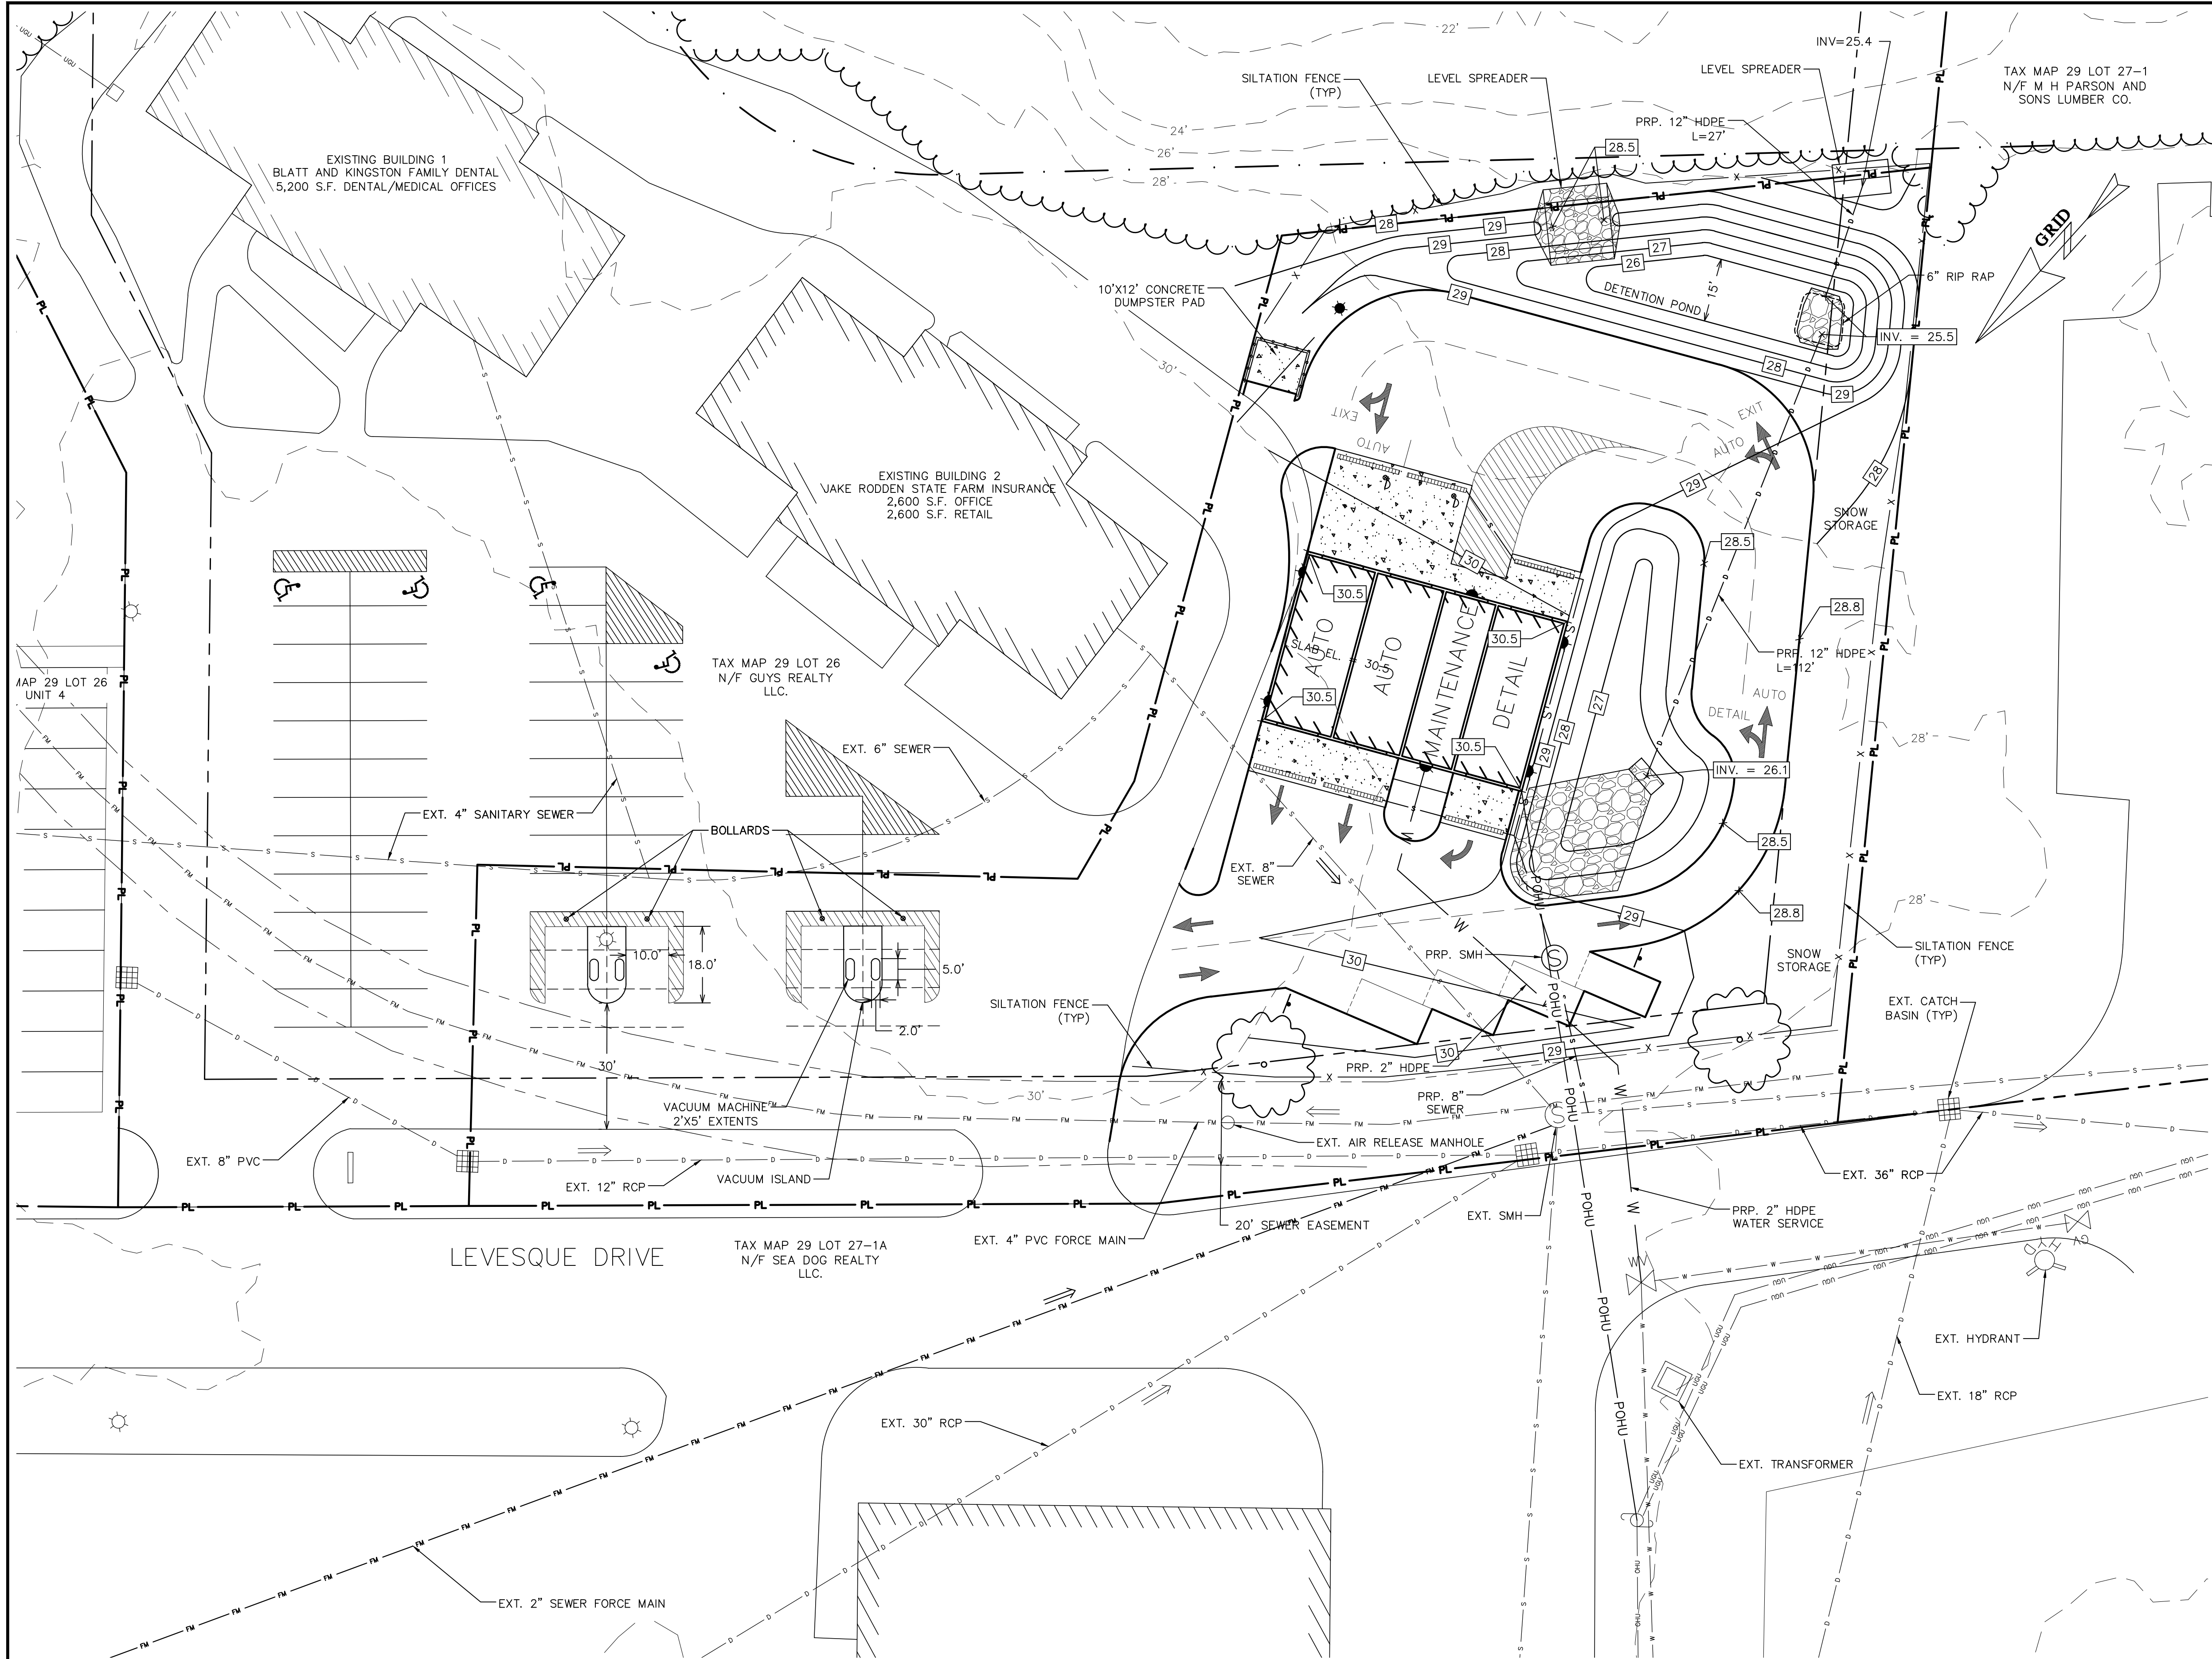 22'
INV=25.4
SILTATION FENCE
(TYP)
LEVEL SPREADER
LEVEL SPREADER
TAX MAP 29 LOT 27-1
N/F M H PARSON AND
SONS LUMBER CO.
PRP. 12" HDPE
L=27'
24'
26'
28'
28.5
EXISTING BUILDING 1
BLATT AND KINGSTON FAMILY DENTAL
5,200 S.F. DENTAL/MEDICAL OFFICES
GRID
28
29
29
28
27
26
DETENTION POND
15'
6" RIP RAP
10'X12' CONCRETE
DUMPSTER PAD
29
INV. = 25.5
28
29
30'
EXIT
AUTO
EXIT
AUTO
28
29
SNOW
STORAGE
EXISTING BUILDING 2
JAKE RODDEN STATE FARM INSURANCE
2,600 S.F. OFFICE
2,600 S.F. RETAIL
28.5
30
30.5
28.8
30.5
AUTO
AUTO
MAINTENANCE
DETAIL
SLAB EL. = 30.5
PRP. 12" HDPE
L=112'
TAX MAP 29 LOT 26
N/F GUYS REALTY
LLC.
MAP 29 LOT 26
UNIT 4
30.5
27
28
29
AUTO
DETAIL
28'
EXT. 6" SEWER
30.5
INV. = 26.1
EXT. 4" SANITARY SEWER
BOLLARDS
28.5
EXT. 8"
SEWER
28.8
28'
29
10.0'
18.0'
5.0'
2.0'
30'
PRP. SMH
30
SNOW
STORAGE
SILTATION FENCE
(TYP)
SILTATION FENCE
(TYP)
EXT. CATCH
BASIN (TYP)
30
29
PRP. 2" HDPE
30'
PRP. 8"
SEWER
VACUUM MACHINE
2'X5' EXTENTS
EXT. AIR RELEASE MANHOLE
EXT. 8" PVC
EXT. 12" RCP
VACUUM ISLAND
EXT. 36" RCP
20' SEWER EASEMENT
EXT. SMH
PRP. 2" HDPE
WATER SERVICE
EXT. 4" PVC FORCE MAIN
LEVESQUE DRIVE
TAX MAP 29 LOT 27-1A
N/F SEA DOG REALTY
LLC.
GV
HYD
EXT. HYDRANT
EXT. 18" RCP
EXT. 30" RCP
EXT. TRANSFORMER
EXT. 2" SEWER FORCE MAIN
PL
FM
S
D
W
X
UGU
OHU
POHU